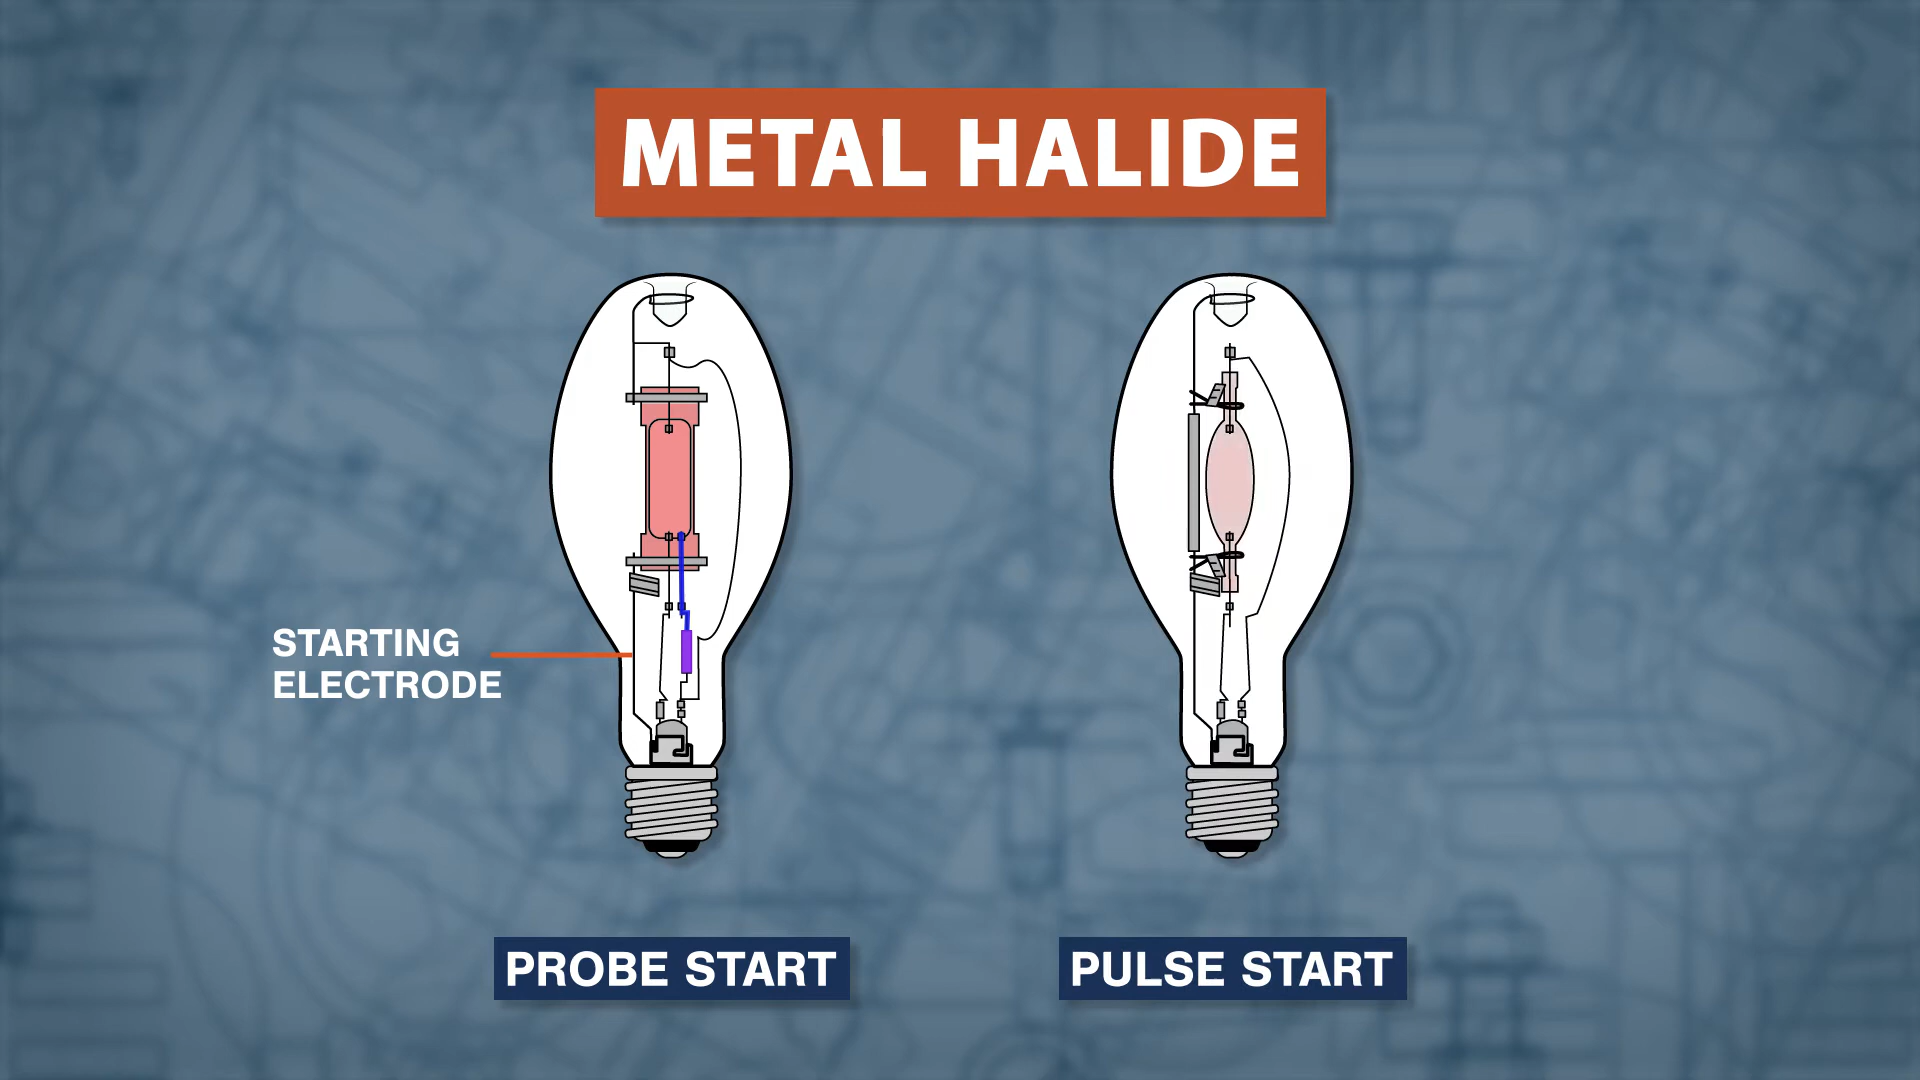 METAL HALIDE
STARTING
ELECTRODE
PROBE START
PULSE START